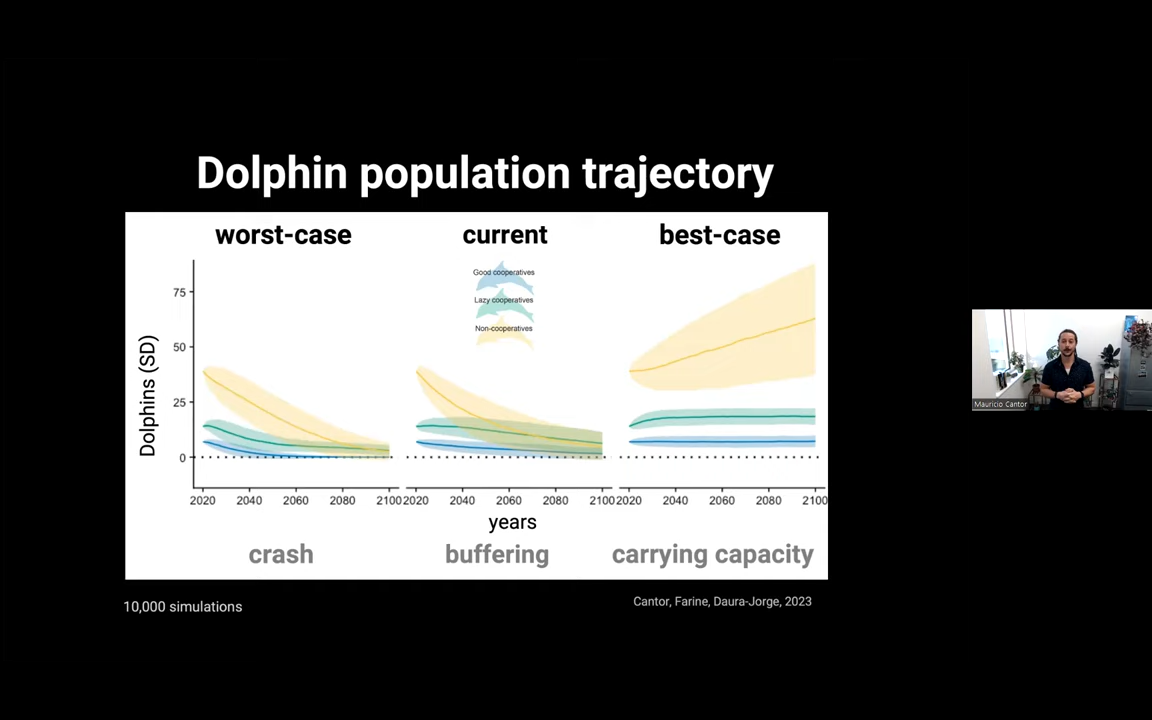 Dolphin population trajectory
worst-case
current
best-case
Good cooperatives
Lazy cooperatives
Non-cooperatives
Dolphins (SD)
75
50
25
0
2020 2040 2060 2080 2100
2020 2040 2060 2080 2100
2020 2040 2060 2080 2100
years
crash
buffering
carrying capacity
10,000 simulations
Cantor, Farine, Daura-Jorge, 2023
Mauricio Cantor